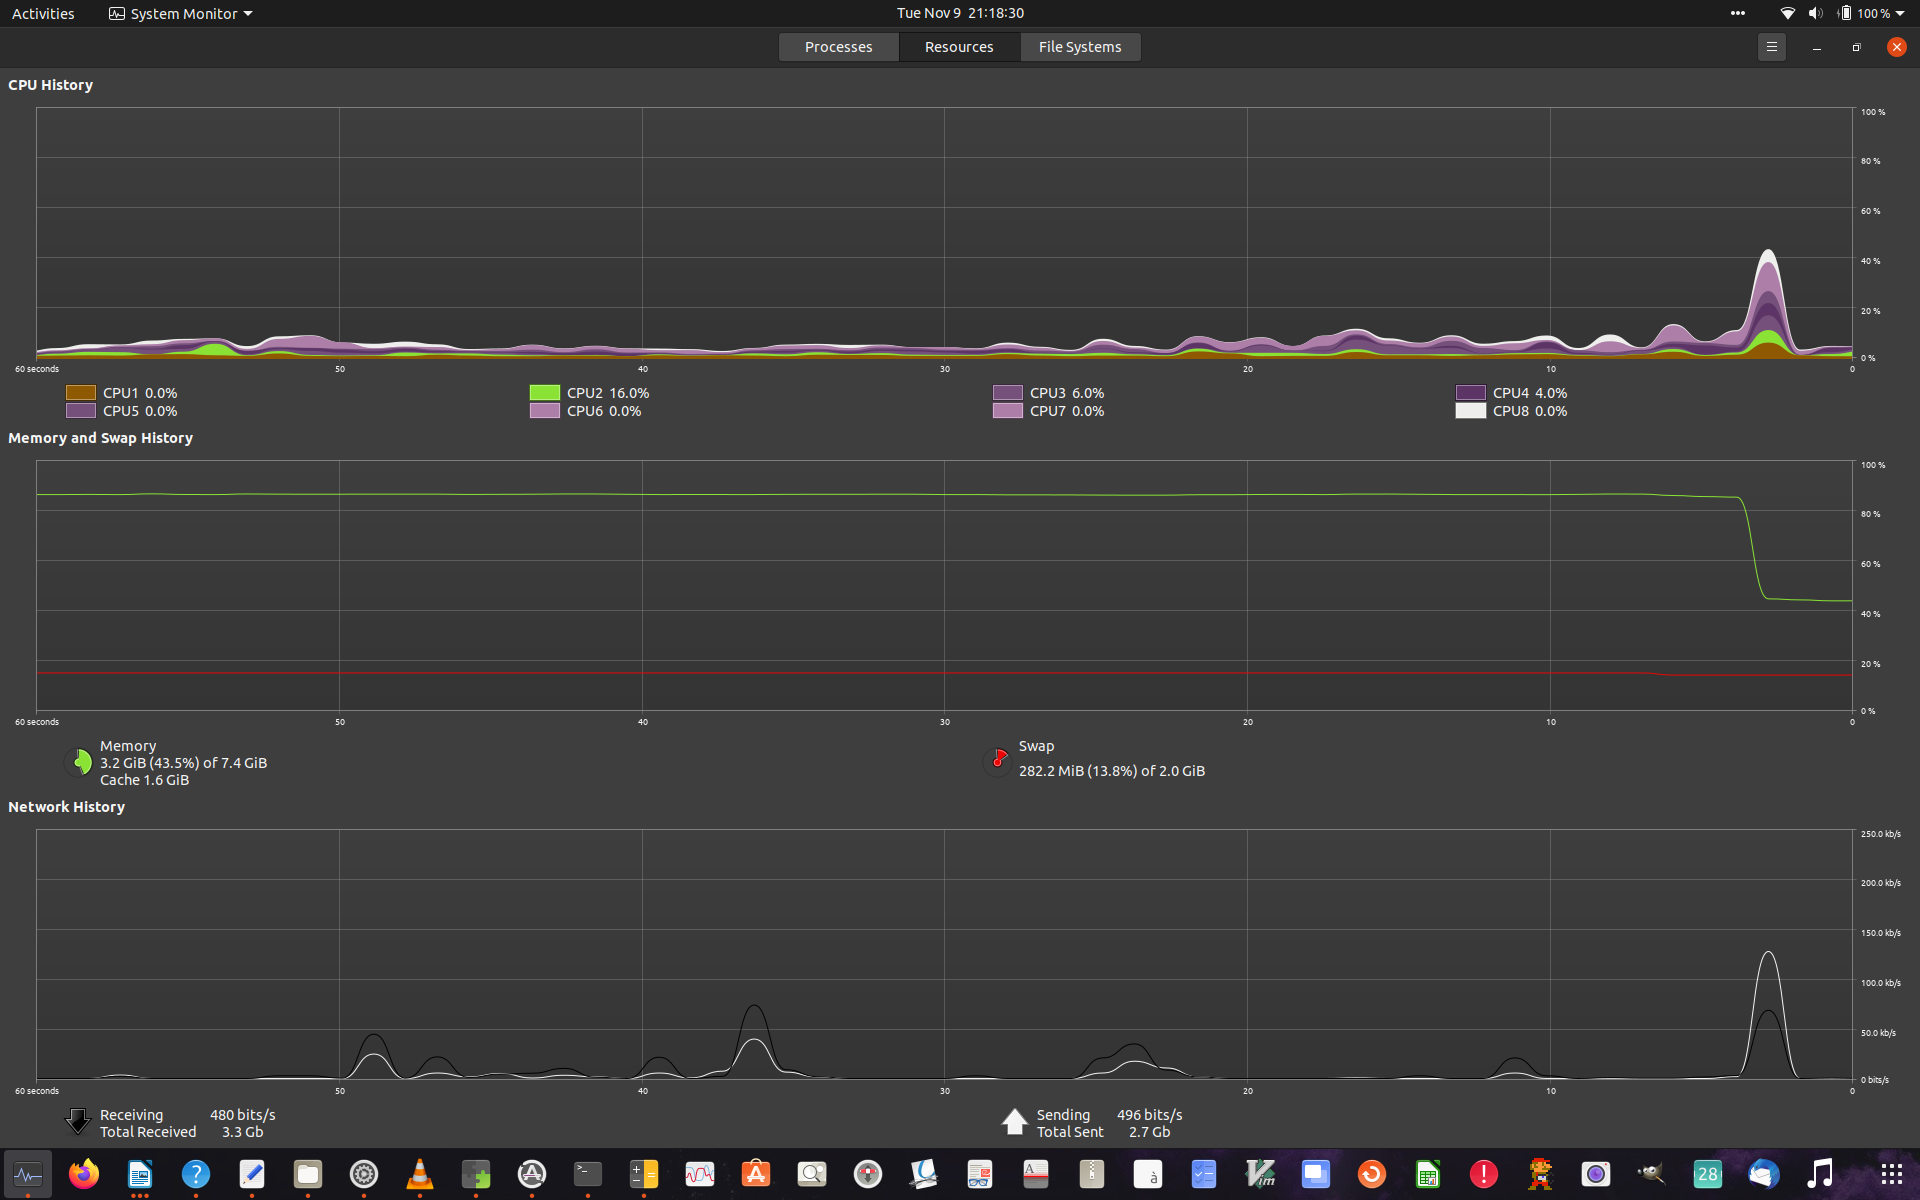 Activities System Monitor Tue Nov 9 21:18:30 100 %
Processes Resources File Systems
CPU History
100 %
80 %
60 %
40 %
20 %
0 %
60 seconds 50 40 30 20 10 0
CPU1 0.0% CPU2 16.0% CPU3 6.0% CPU4 4.0%
CPU5 0.0% CPU6 0.0% CPU7 0.0% CPU8 0.0%
Memory and Swap History
100 %
80 %
60 %
40 %
20 %
0 %
60 seconds 50 40 30 20 10 0
Memory Swap
3.2 GiB (43.5%) of 7.4 GiB 282.2 MiB (13.8%) of 2.0 GiB
Cache 1.6 GiB
Network History
250.0 kb/s
200.0 kb/s
150.0 kb/s
100.0 kb/s
50.0 kb/s
0 bits/s
60 seconds 50 40 30 20 10 0
Receiving 480 bits/s Sending 496 bits/s
Total Received 3.3 Gb Total Sent 2.7 Gb
? >_ A à Vim ! 28